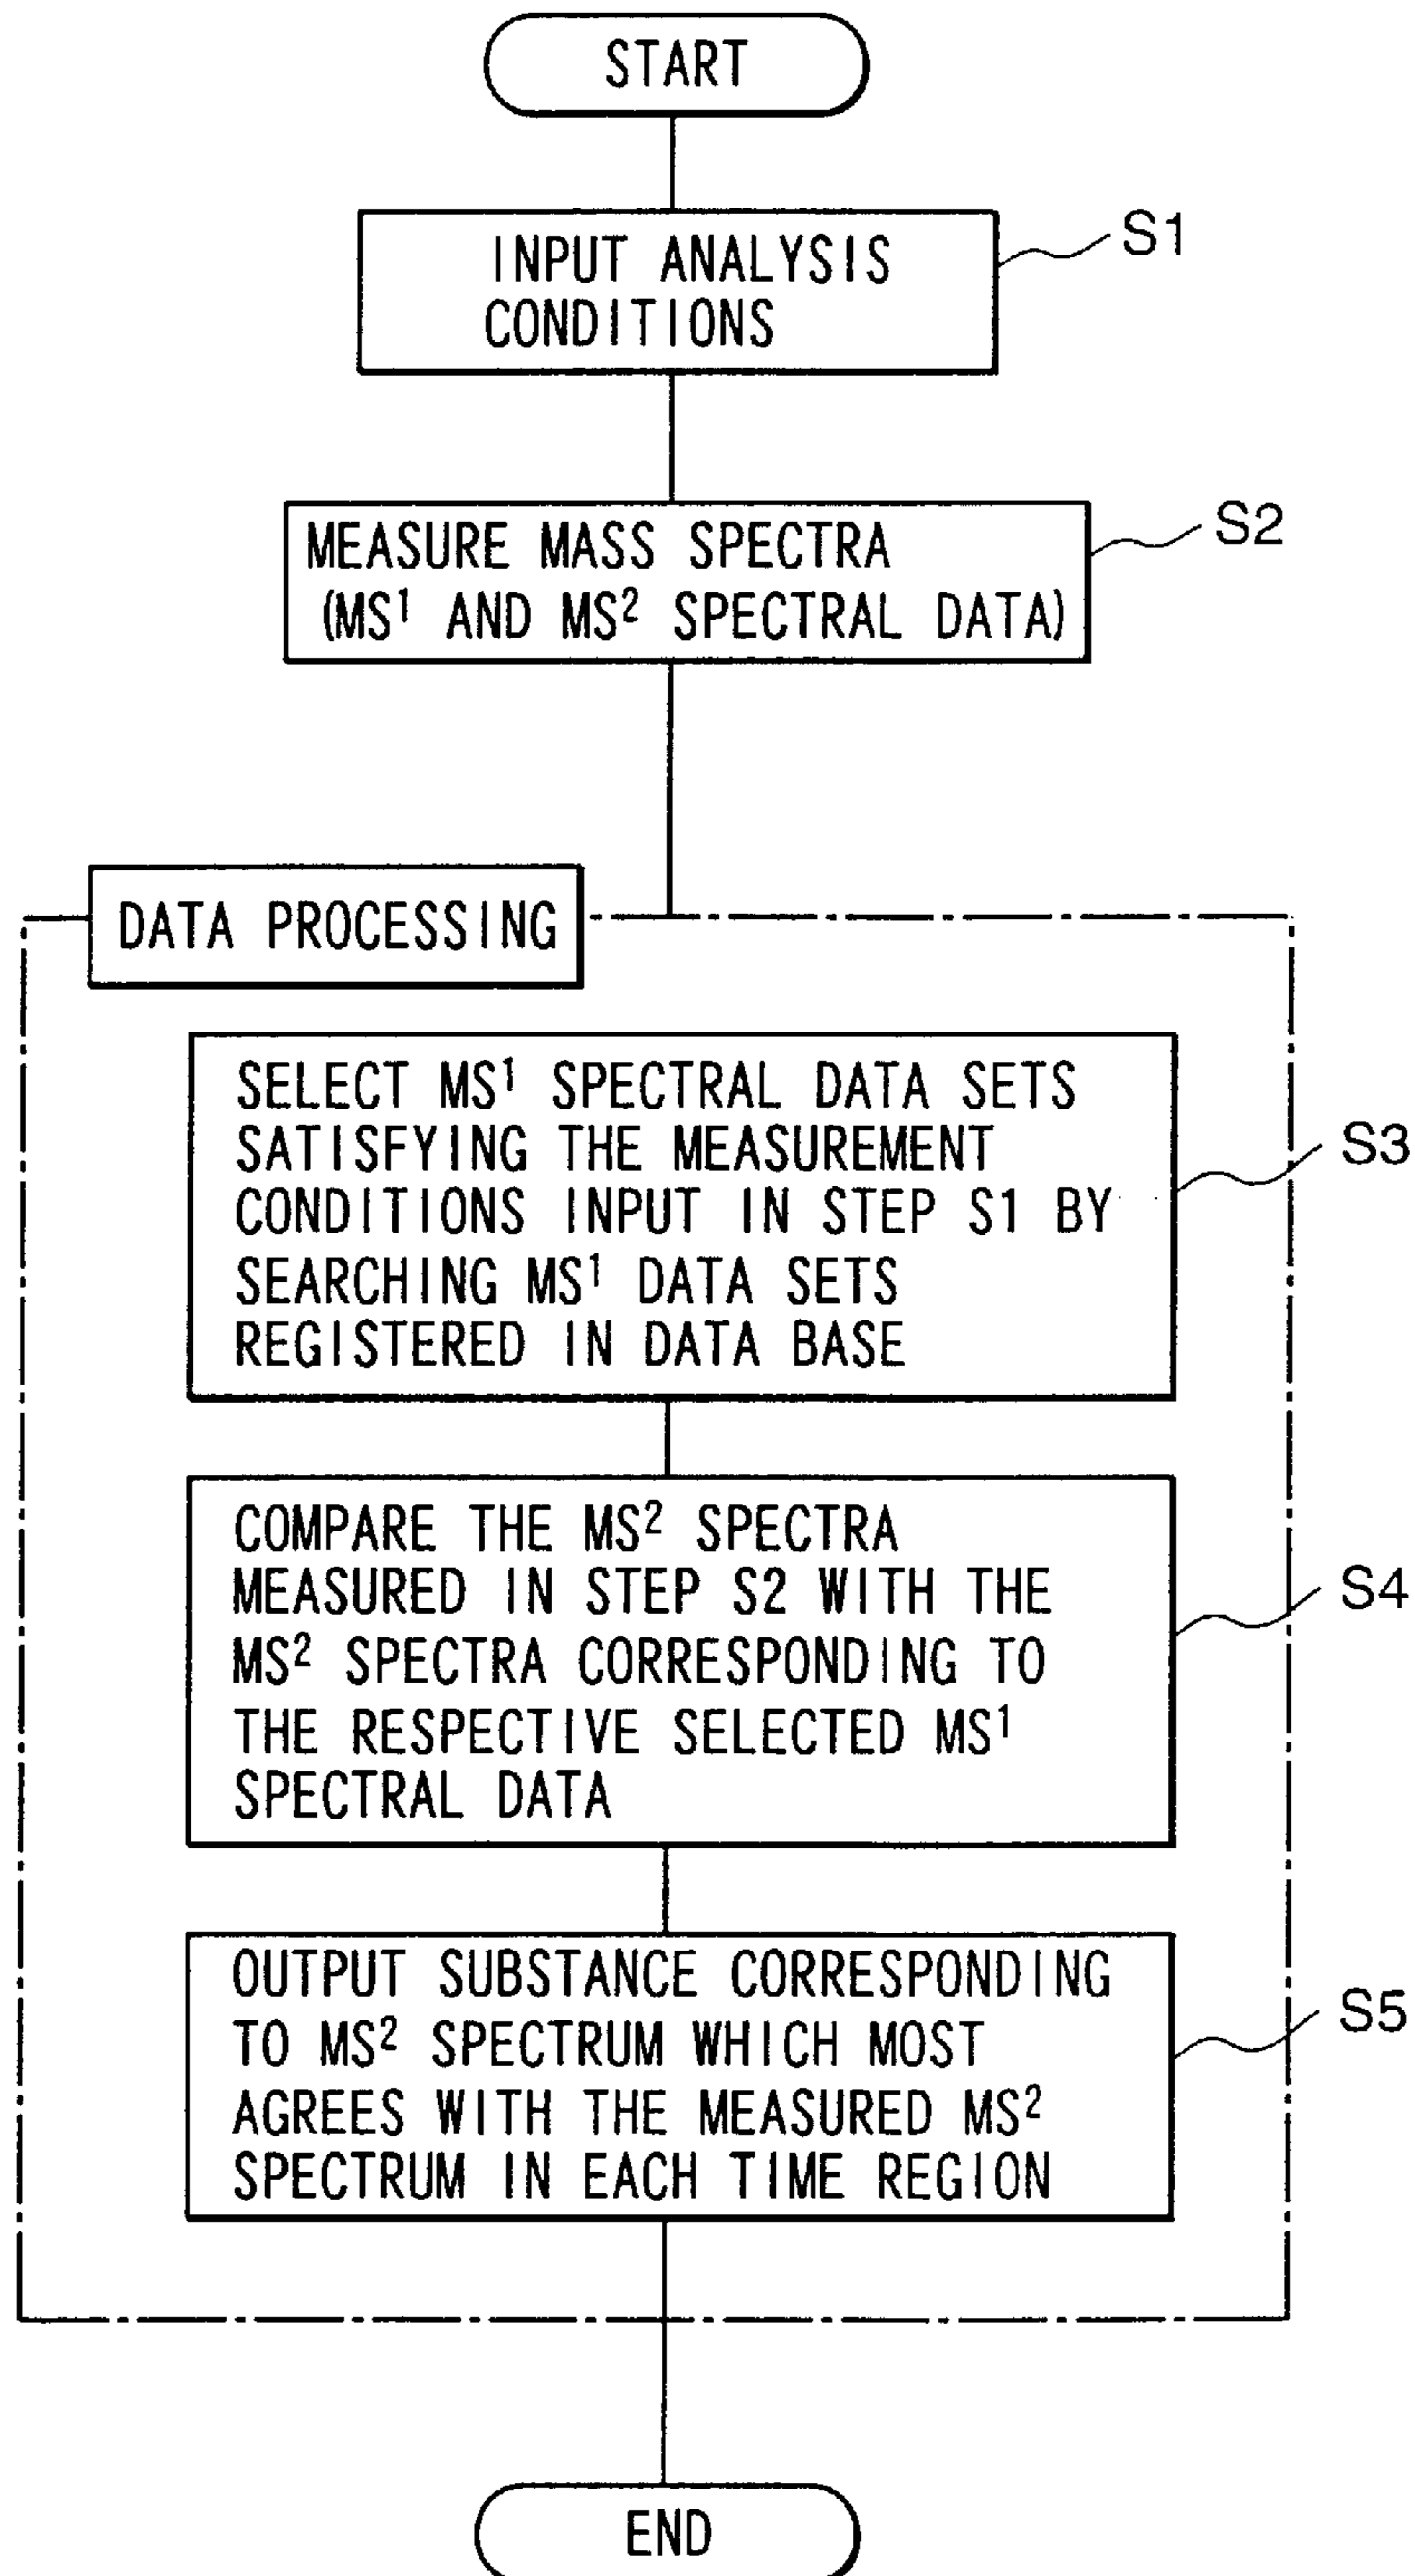 START
INPUT ANALYSIS
CONDITIONS
S1
MEASURE MASS SPECTRA
(MS¹ AND MS² SPECTRAL DATA)
S2
DATA PROCESSING
SELECT MS¹ SPECTRAL DATA SETS
SATISFYING THE MEASUREMENT
CONDITIONS INPUT IN STEP S1 BY
SEARCHING MS¹ DATA SETS
REGISTERED IN DATA BASE
S3
COMPARE THE MS² SPECTRA
MEASURED IN STEP S2 WITH THE
MS² SPECTRA CORRESPONDING TO
THE RESPECTIVE SELECTED MS¹
SPECTRAL DATA
S4
OUTPUT SUBSTANCE CORRESPONDING
TO MS² SPECTRUM WHICH MOST
AGREES WITH THE MEASURED MS²
SPECTRUM IN EACH TIME REGION
S5
END